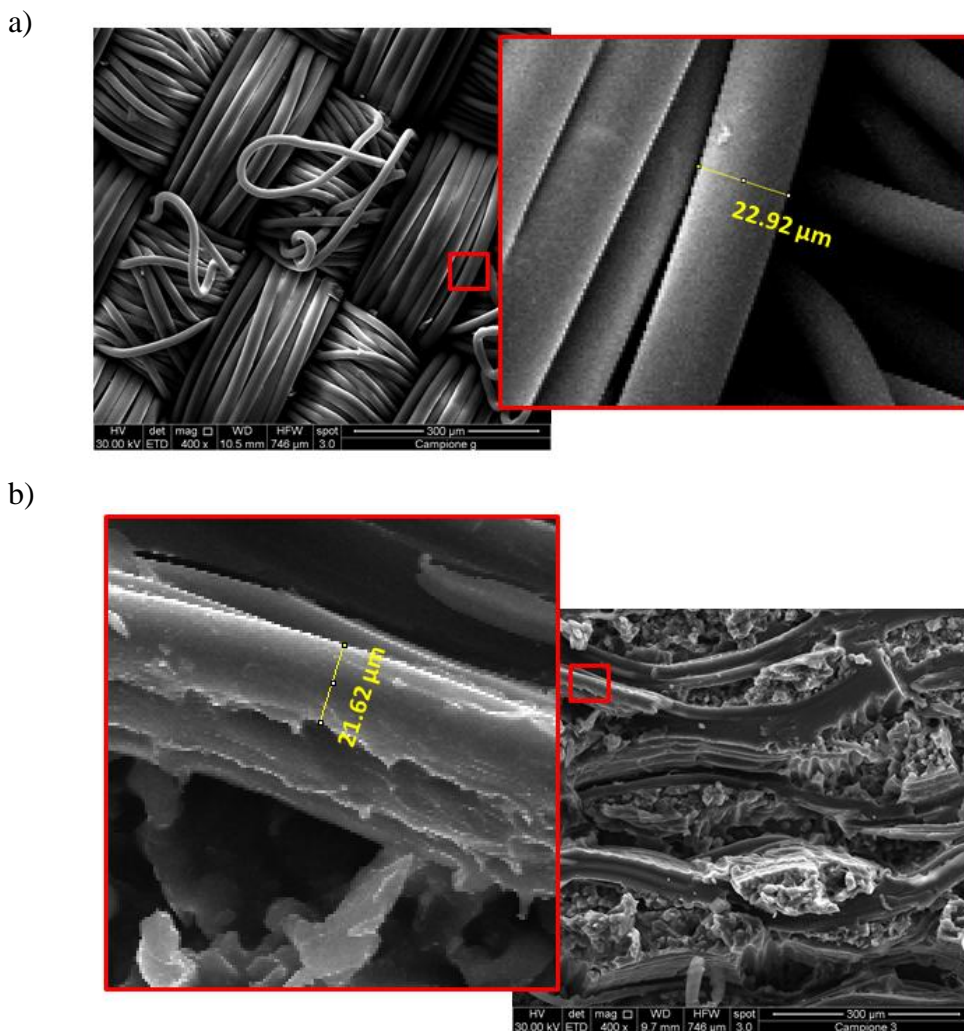 a)
22.92 µm
HV det mag WD HFW spot 300 µm
30.00 kV ETD 400 x 10.5 mm 746 µm 3.0 Campione g
b)
21.62 µm
HV det mag WD HFW spot 300 µm
30.00 kV ETD 400 x 9.7 mm 746 µm 3.0 Campione 3